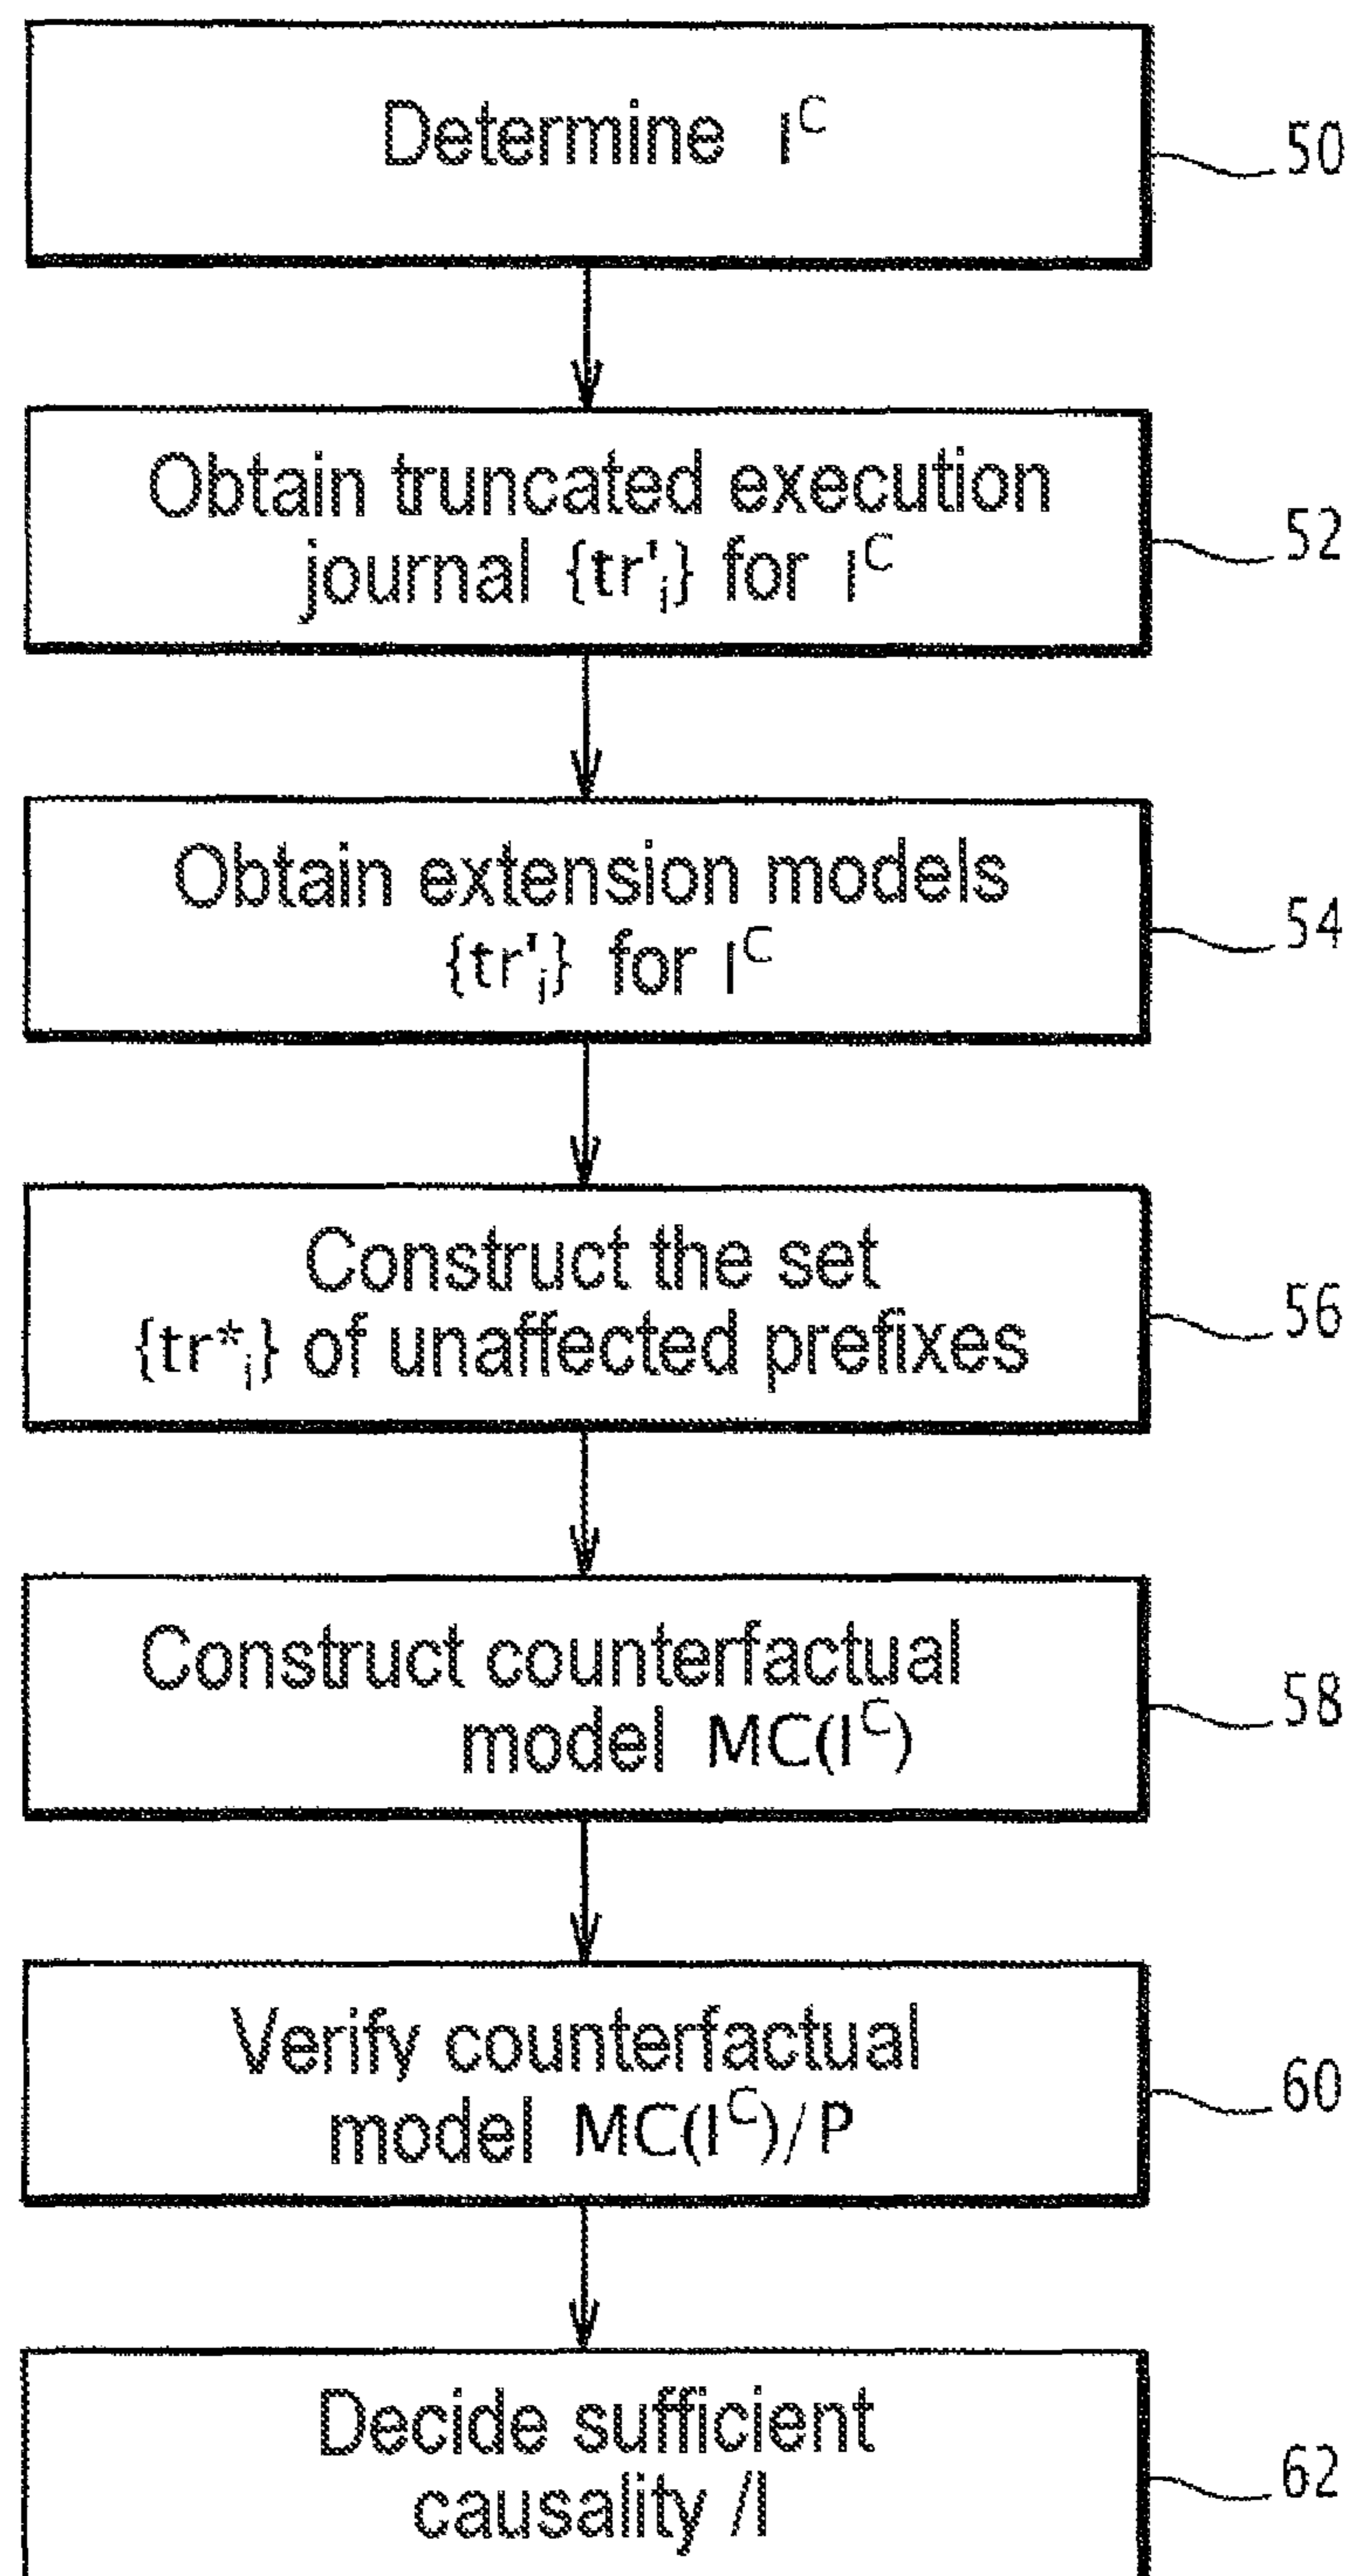 Determine I^C
50
Obtain truncated execution
journal {tr'_i} for I^C
52
Obtain extension models
{tr'_j} for I^C
54
Construct the set
{tr*_i} of unaffected prefixes
56
Construct counterfactual
model MC(I^C)
58
Verify counterfactual
model MC(I^C)/P
60
Decide sufficient
causality /I
62